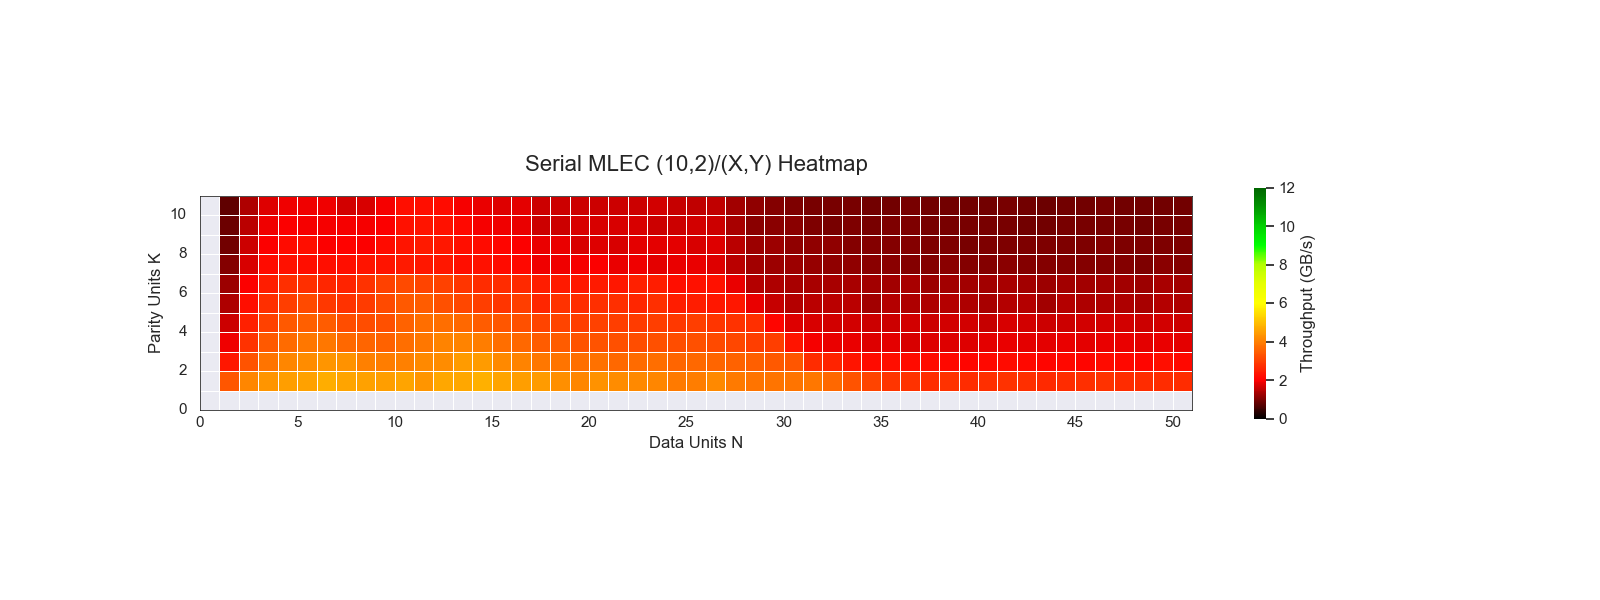 Serial MLEC (10,2)/(X,Y) Heatmap
Parity Units K
10
8
6
4
2
0
0 5 10 15 20 25 30 35 40 45 50
Data Units N
12
10
8
6
4
2
0
Throughput (GB/s)